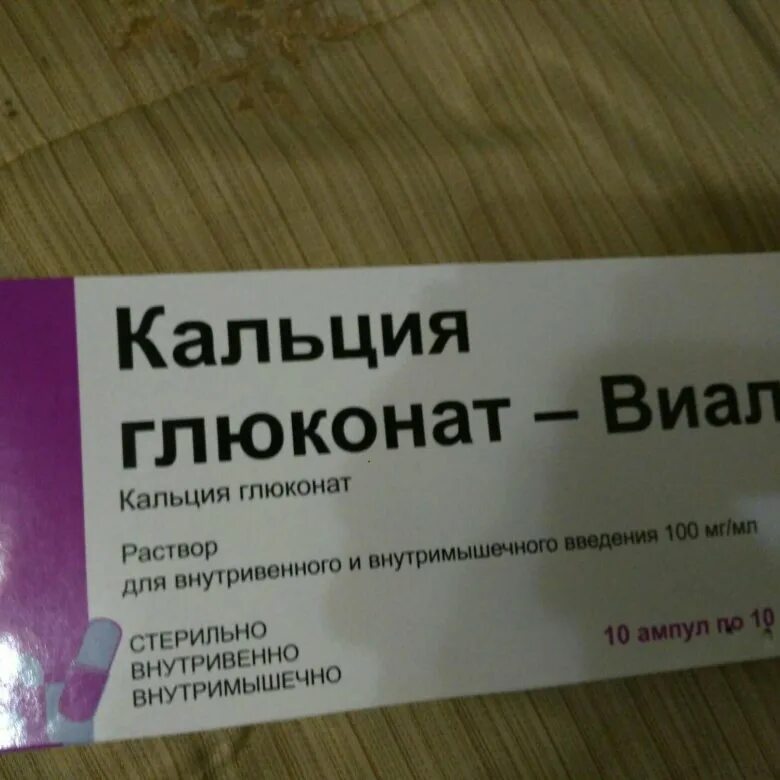 Кальция
глюконат – Виал
Кальция глюконат
Раствор
для внутривенного и внутримышечного введения 100 мг/мл
СТЕРИЛЬНО
ВНУТРИВЕННО
ВНУТРИМЫШЕЧНО
10 ампул по 10